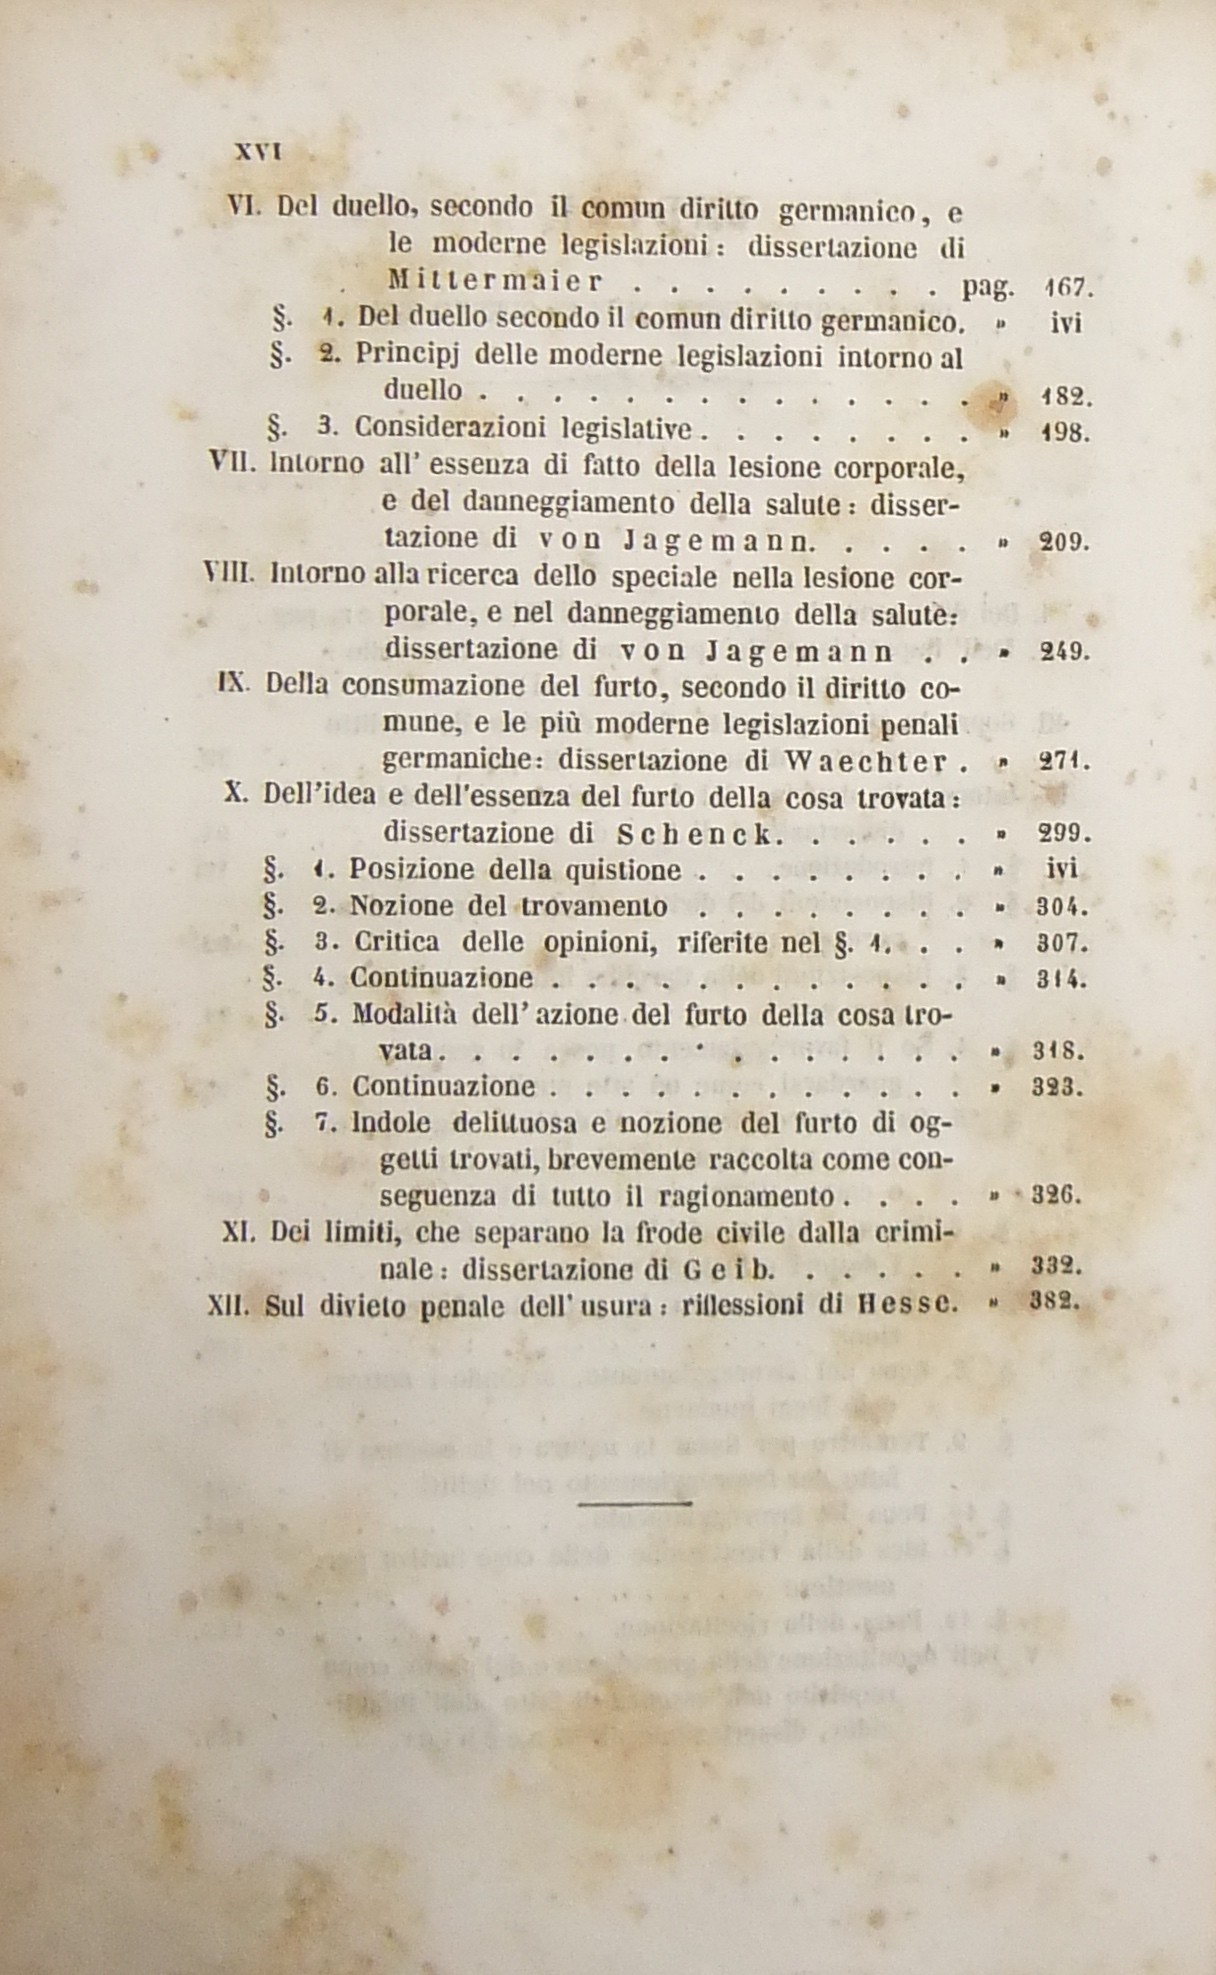 XVI
VI. Del duello, secondo il comun diritto germanico, e
le moderne legislazioni : dissertazione di
Mittermaier . . . . . . . . . pag. 167.
§. 1. Del duello secondo il comun diritto germanico. » ivi
§. 2. Principj delle moderne legislazioni intorno al
duello . . . . . . . . . . . . . . » 182.
§. 3. Considerazioni legislative . . . . . . . . » 198.
VII. Intorno all' essenza di fatto della lesione corporale,
e del danneggiamento della salute : disser-
tazione di von Jagemann. . . . . . » 209.
VIII. Intorno alla ricerca dello speciale nella lesione cor-
porale, e nel danneggiamento della salute:
dissertazione di von Jagemann . . » 249.
IX. Della consumazione del furto, secondo il diritto co-
mune, e le più moderne legislazioni penali
germaniche: dissertazione di Waechter . » 271.
X. Dell'idea e dell'essenza del furto della cosa trovata :
dissertazione di Schenck. . . . . . » 299.
§. 1. Posizione della quistione . . . . . . . . » ivi
§. 2. Nozione del trovamento . . . . . . . . » 304.
§. 3. Critica delle opinioni, riferite nel §. 1. . . » 307.
§. 4. Continuazione . . . . . . . . . . . . » 314.
§. 5. Modalità dell' azione del furto della cosa tro-
vata. . . . . . . . . . . . . . . » 318.
§. 6. Continuazione . . . . . . . . . . . . » 323.
§. 7. Indole delittuosa e nozione del furto di og-
getti trovati, brevemente raccolta come con-
seguenza di tutto il ragionamento . . . . » 326.
XI. Dei limiti, che separano la frode civile dalla crimi-
nale : dissertazione di Geib. . . . . . » 332.
XII. Sul divieto penale dell' usura : riflessioni di Hesse. » 382.